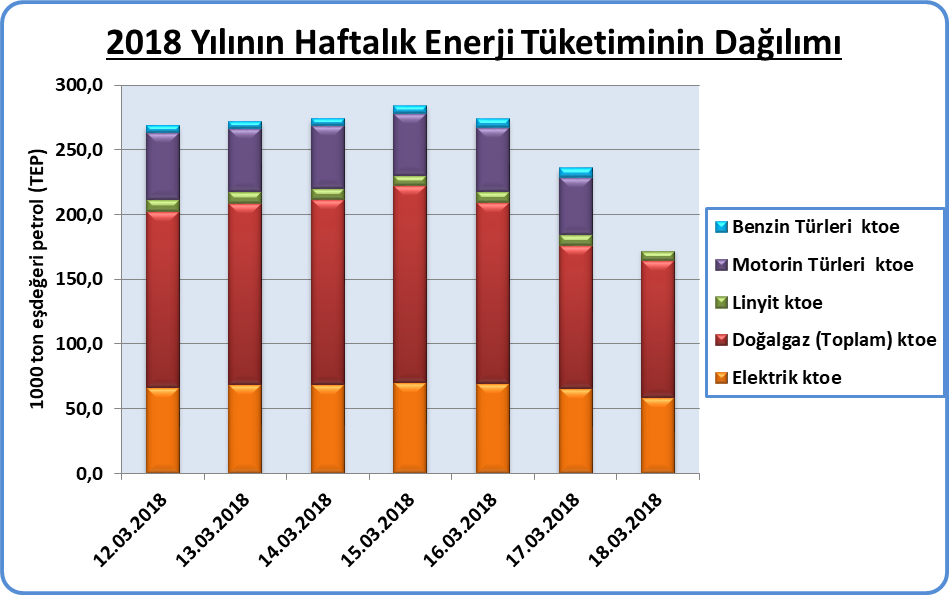 2018 Yılının Haftalık Enerji Tüketiminin Dağılımı
1000 ton eşdeğeri petrol (TEP)
300,0
250,0
200,0
150,0
100,0
50,0
0,0
12.03.2018
13.03.2018
14.03.2018
15.03.2018
16.03.2018
17.03.2018
18.03.2018
Benzin Türleri  ktoe
Motorin Türleri  ktoe
Linyit ktoe
Doğalgaz (Toplam) ktoe
Elektrik ktoe